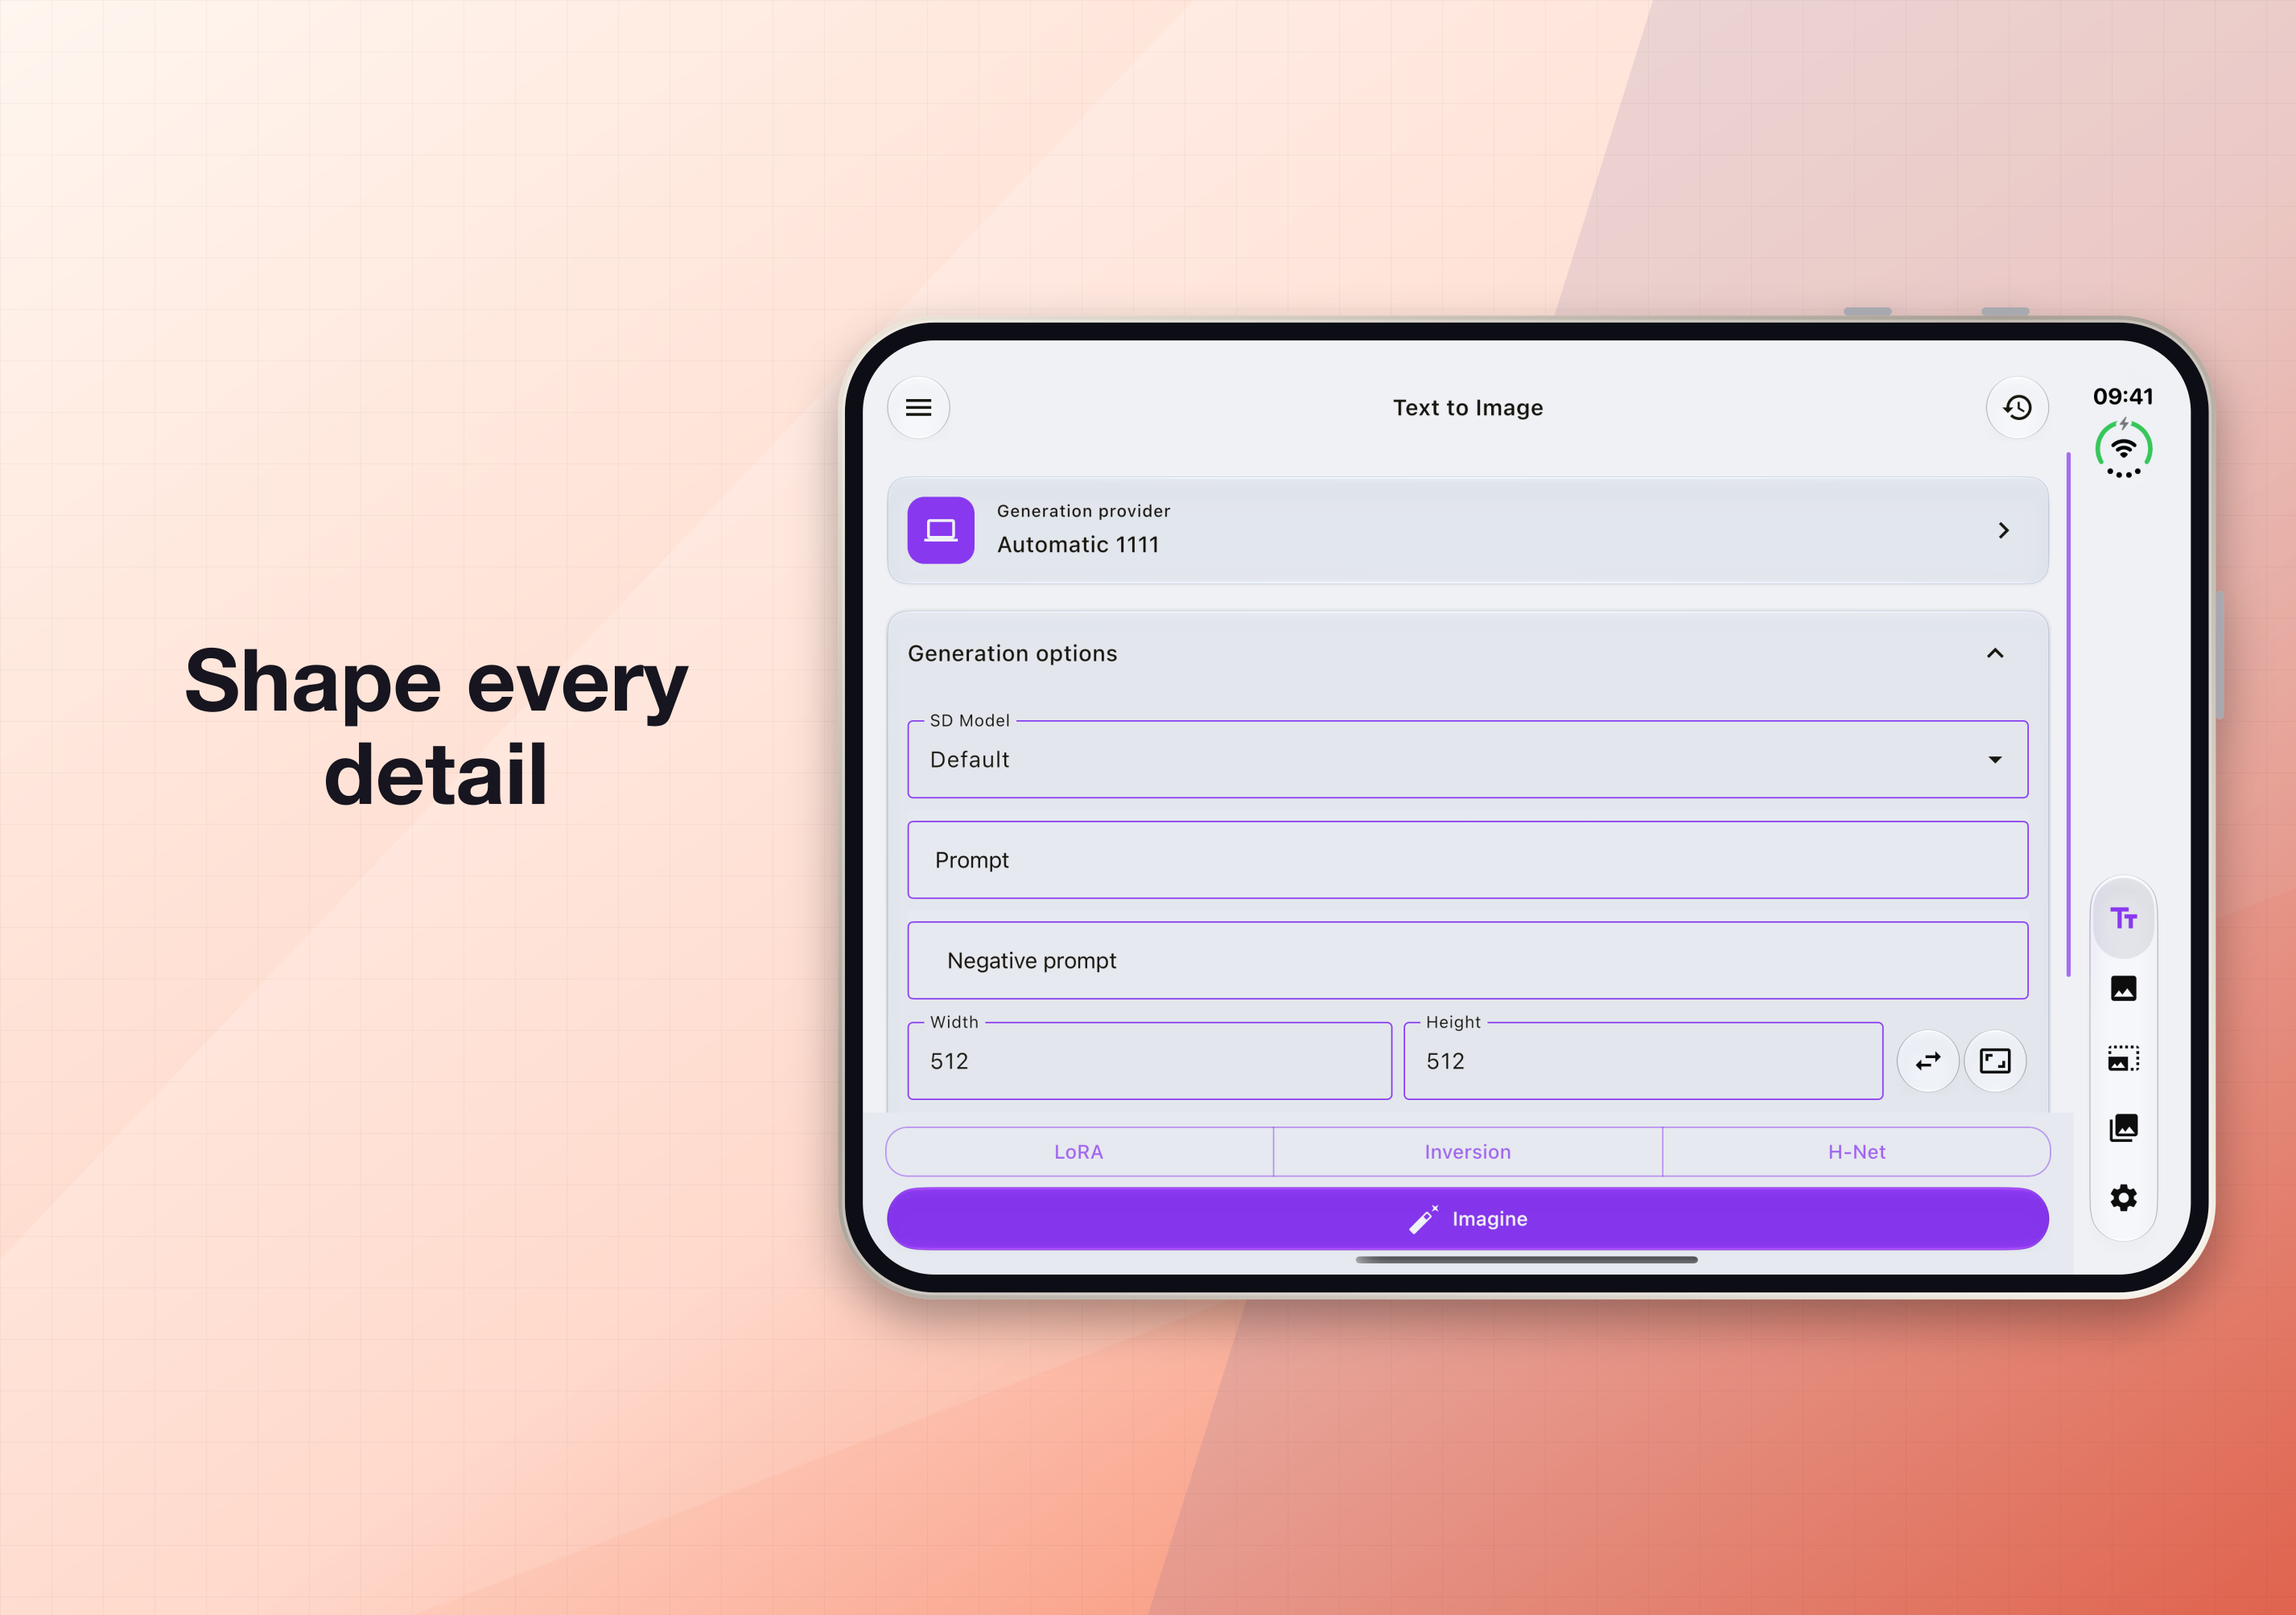 Shape every
detail
Text to Image
09:41
Generation provider
Automatic 1111
Generation options
SD Model
Default
Prompt
Negative prompt
Width
512
Height
512
LoRA
Inversion
H-Net
Imagine